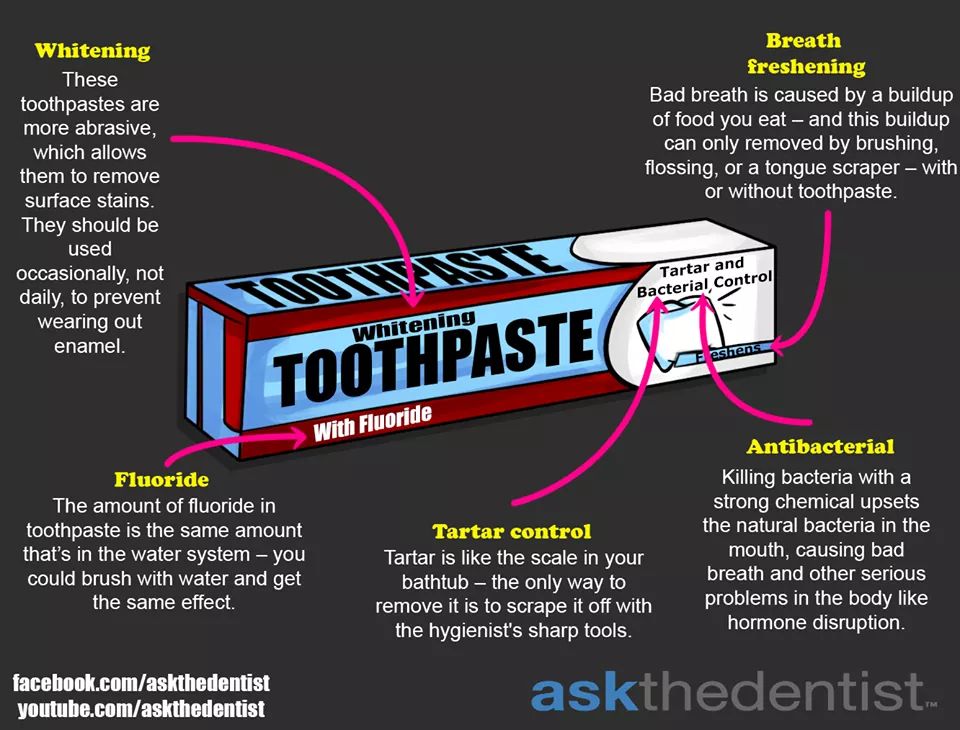 Whitening
These
toothpastes are
more abrasive,
which allows
them to remove
surface stains.
They should be
used
occasionally, not
daily, to prevent
wearing out
enamel.
Breath
freshening
Bad breath is caused by a buildup
of food you eat – and this buildup
can only removed by brushing,
flossing, or a tongue scraper – with
or without toothpaste.
TOOTHPASTE
Whitening
TOOTHPASTE
With Fluoride
Tartar and
Bacterial Control
Freshens
Fluoride
The amount of fluoride in
toothpaste is the same amount
that's in the water system – you
could brush with water and get
the same effect.
Tartar control
Tartar is like the scale in your
bathtub – the only way to
remove it is to scrape it off with
the hygienist's sharp tools.
Antibacterial
Killing bacteria with a
strong chemical upsets
the natural bacteria in the
mouth, causing bad
breath and other serious
problems in the body like
hormone disruption.
facebook.com/askthedentist
youtube.com/askthedentist
askthedentist™